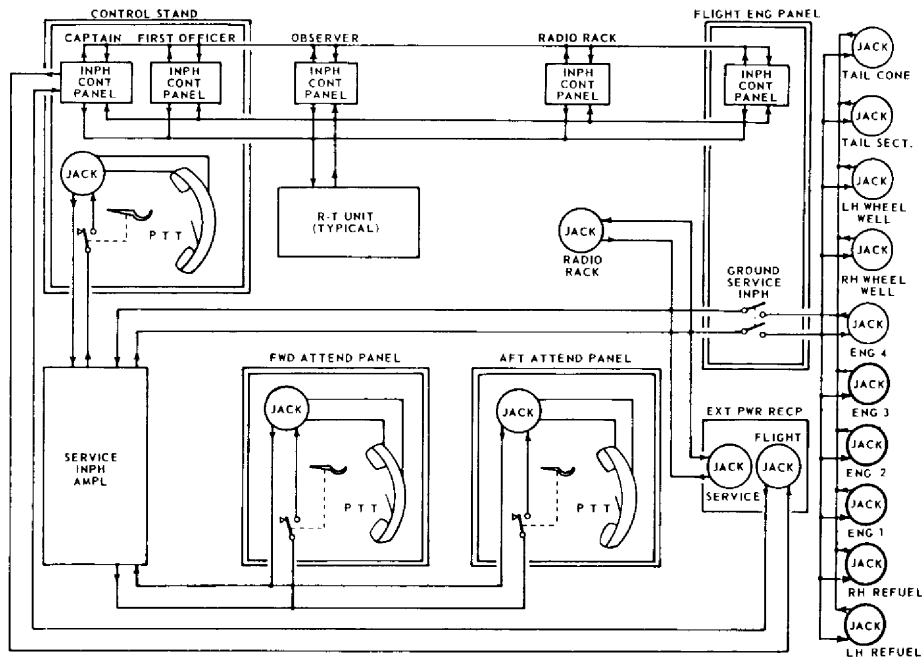 CONTROL STAND
FLIGHT ENG PANEL
CAPTAIN
FIRST OFFICER
OBSERVER
RADIO RACK
INPH
CONT
PANEL
INPH
CONT
PANEL
INPH
CONT
PANEL
INPH
CONT
PANEL
INPH
CONT
PANEL
JACK
TAIL CONE
JACK
TAIL SECT.
JACK
LH WHEEL
WELL
JACK
RH WHEEL
WELL
JACK
PTT
R-T UNIT
(TYPICAL)
JACK
RADIO
RACK
GROUND
SERVICE
INPH
JACK
ENG 4
JACK
ENG 3
JACK
ENG 2
JACK
ENG 1
JACK
RH REFUEL
JACK
LH REFUEL
SERVICE
INPH
AMPL
FWD ATTEND PANEL
JACK
PTT
AFT ATTEND PANEL
JACK
PTT
EXT PWR RECP
FLIGHT
JACK
JACK
SERVICE